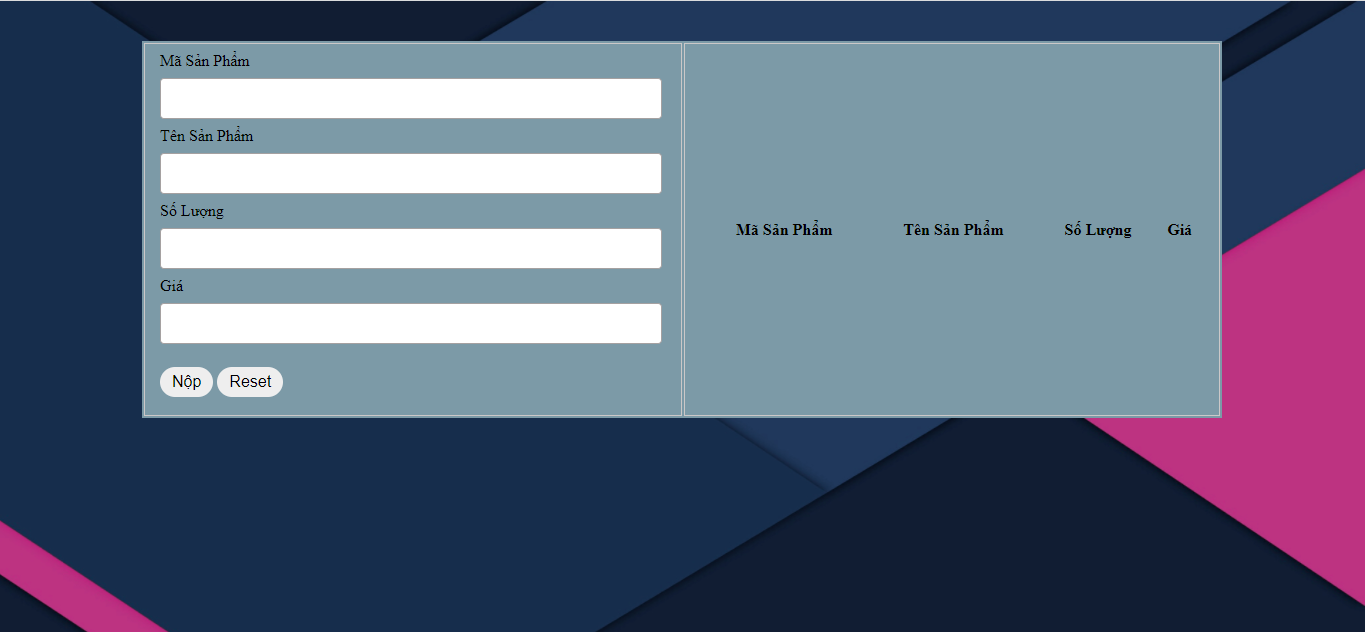 Mã Sản Phẩm
Tên Sản Phẩm
Số Lượng
Giá
Nộp Reset
Mã Sản Phẩm Tên Sản Phẩm Số Lượng Giá